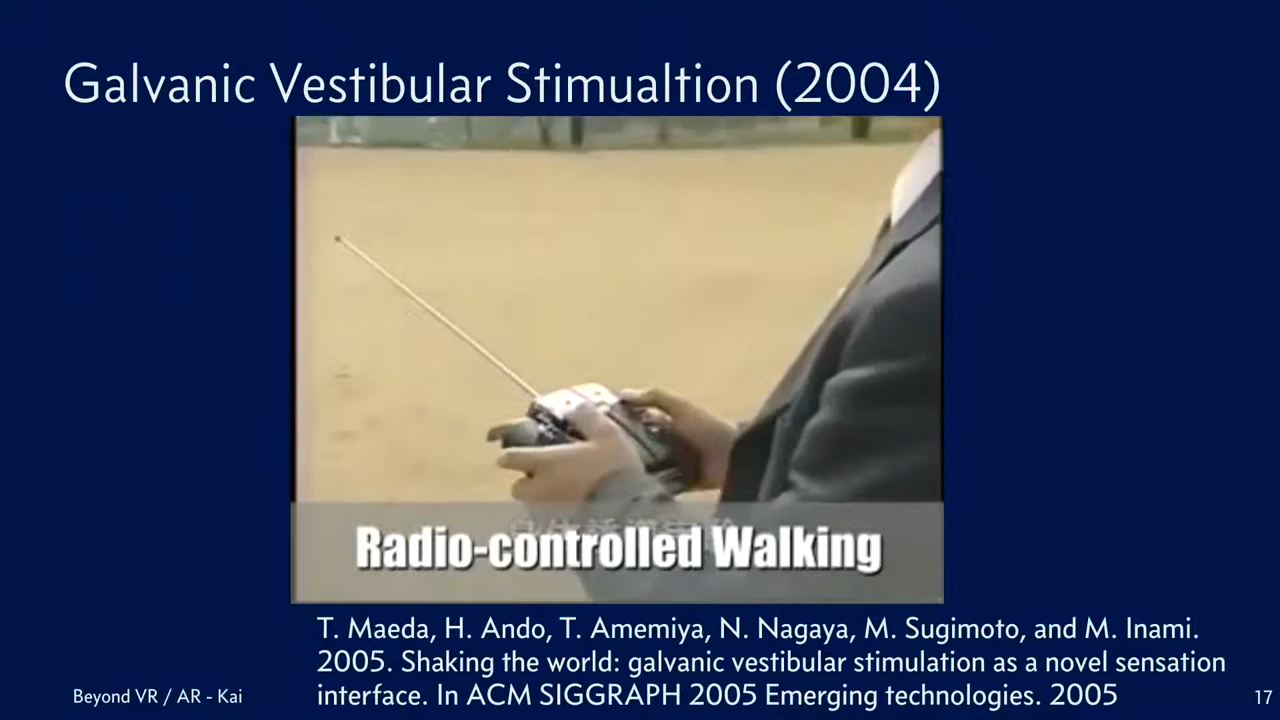 Galvanic Vestibular Stimualtion (2004)
Radio-controlled Walking
T. Maeda, H. Ando, T. Amemiya, N. Nagaya, M. Sugimoto, and M. Inami.
2005. Shaking the world: galvanic vestibular stimulation as a novel sensation
interface. In ACM SIGGRAPH 2005 Emerging technologies. 2005
Beyond VR / AR - Kai
17